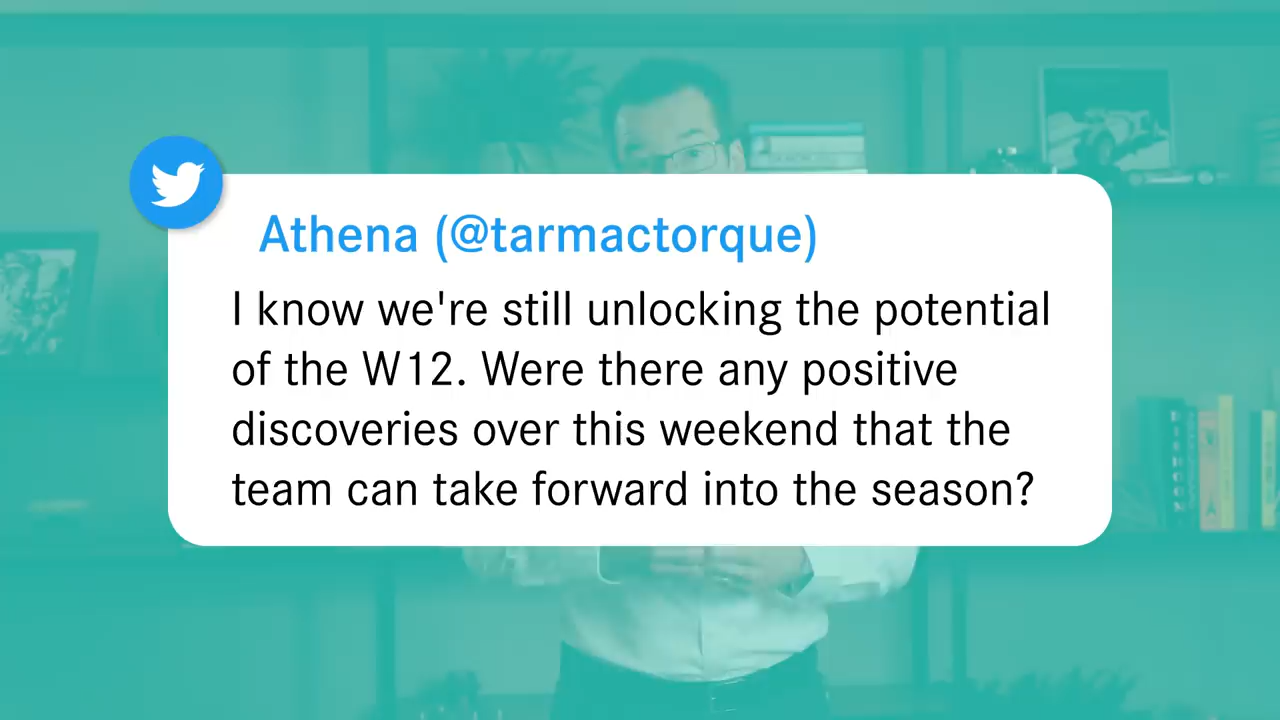 Athena (@tarmactorque)
I know we're still unlocking the potential
of the W12. Were there any positive
discoveries over this weekend that the
team can take forward into the season?